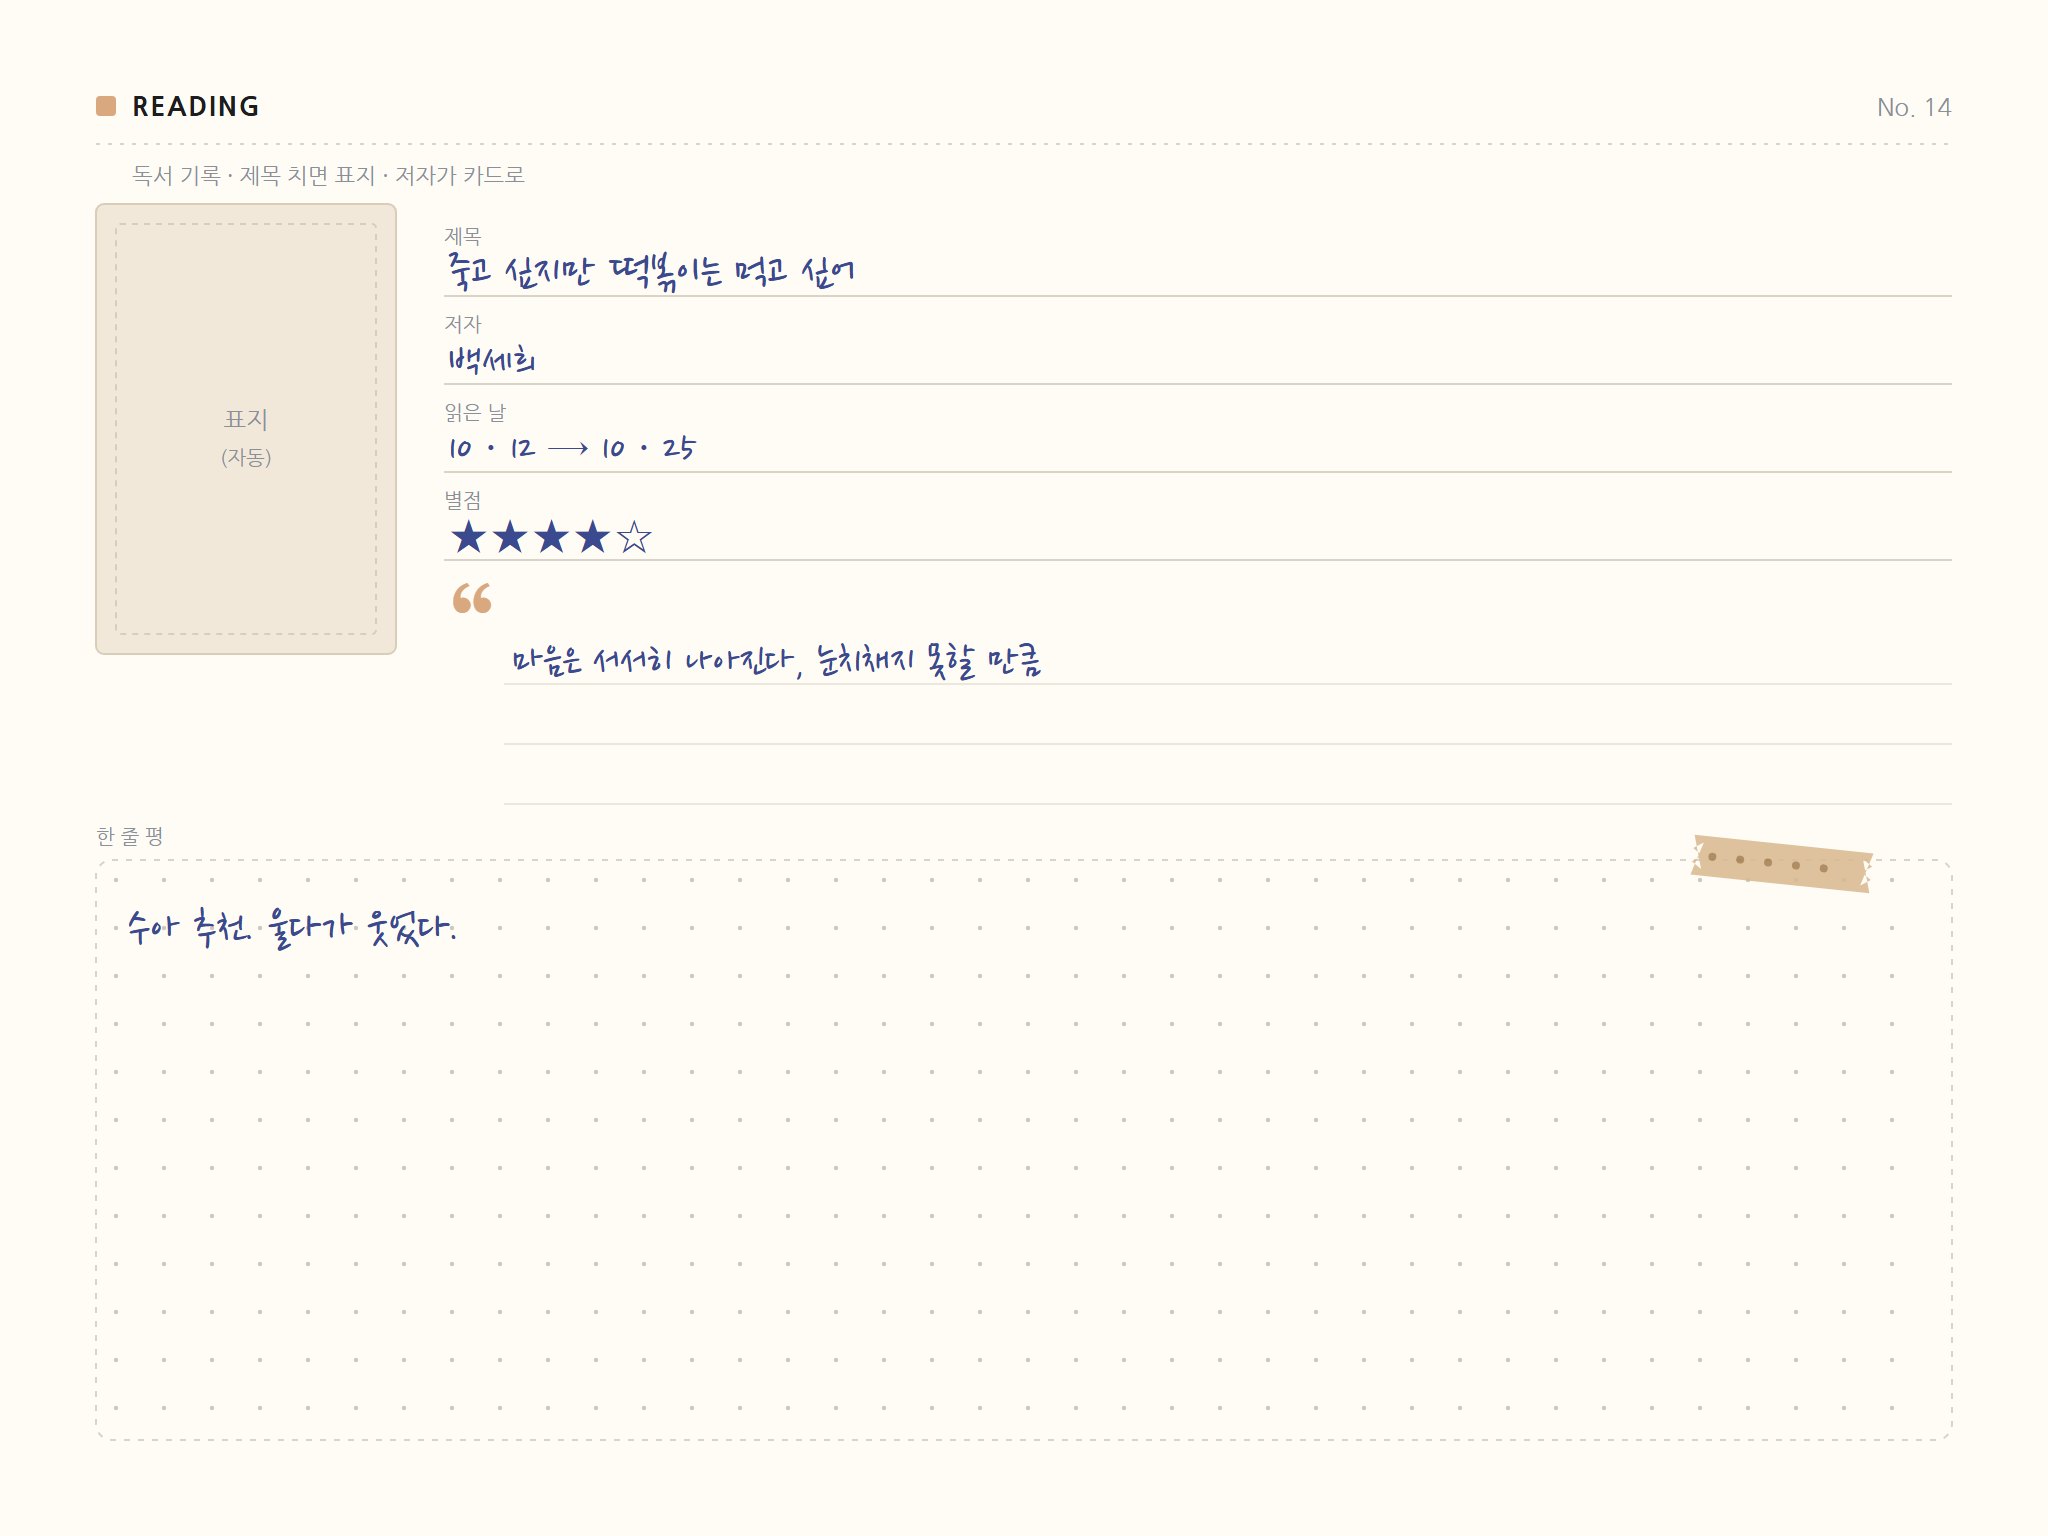 READING
No. 14
독서 기록 · 제목 치면 표지 · 저자가 카드로
표지
(자동)
제목
죽고 싶지만 떡볶이는 먹고 싶어
저자
백세희
읽은 날
10 · 12 → 10 · 25
별점
★★★★☆
“
마음은 서서히 나아진다, 눈치채지 못할 만큼
한 줄 평
수아 추천. 울다가 웃었다.